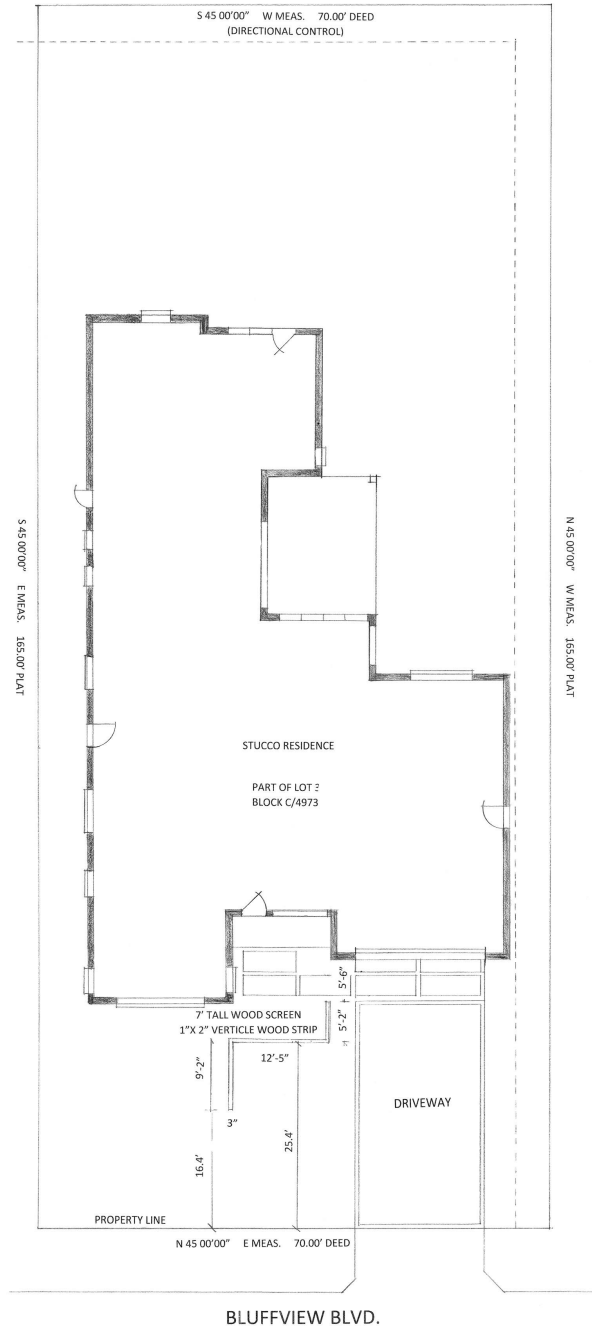 S 45 00'00" W MEAS. 70.00' DEED
(DIRECTIONAL CONTROL)
S 45 00'00" E MEAS. 165.00' PLAT
N 45 00'00" W MEAS. 165.00' PLAT
STUCCO RESIDENCE
PART OF LOT 3
BLOCK C/4973
5'-6"
7' TALL WOOD SCREEN
1"X 2" VERTICLE WOOD STRIP
5'-2"
9'-2"
12'-5"
DRIVEWAY
3"
25.4'
16.4'
PROPERTY LINE
N 45 00'00" E MEAS. 70.00' DEED
BLUFFVIEW BLVD.